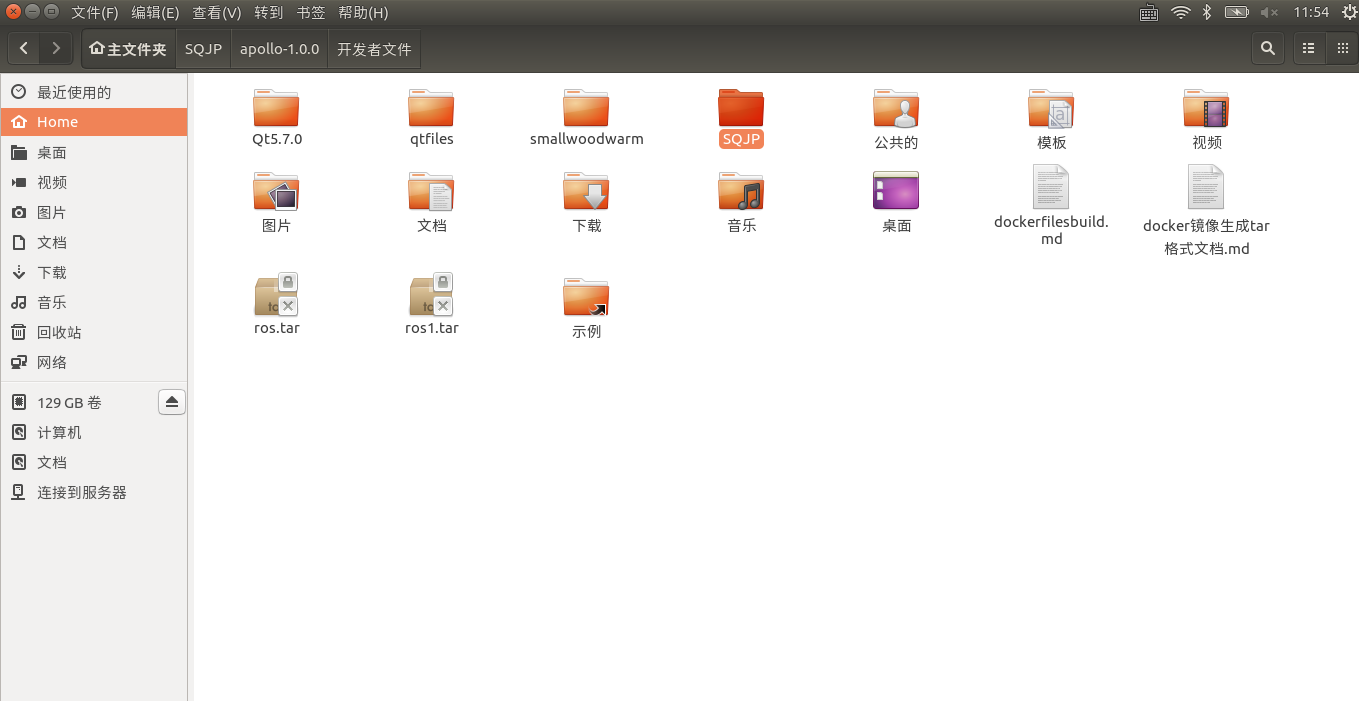 文件(F) 编辑(E) 查看(V) 转到 书签 帮助(H) 11:54
主文件夹 SQJP apollo-1.0.0 开发者文件
最近使用的
Home
桌面
视频
图片
文档
下载
音乐
回收站
网络
129 GB 卷
计算机
文档
连接到服务器
Qt5.7.0 qtfiles smallwoodwarm SQJP 公共的 模板 视频
图片 文档 下载 音乐 桌面 dockerfilesbuild.
md
docker镜像生成tar
格式文档.md
ros.tar ros1.tar 示例